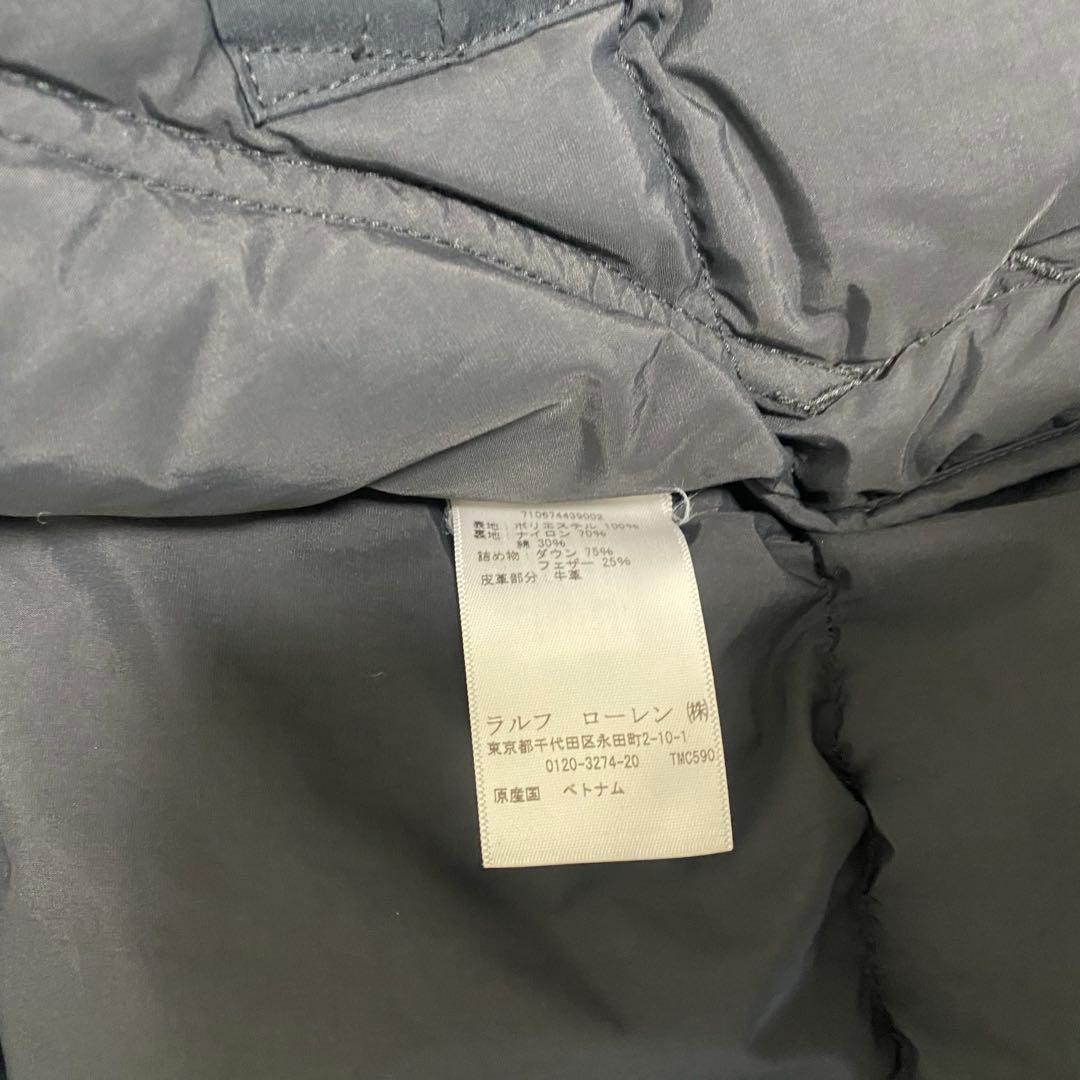 710674439002
表地：ポリエステル 100%
裏地：ナイロン 70%
綿 30%
詰め物：ダウン 75%
フェザー 25%
皮革部分：牛革
ラルフ ローレン ㈱
東京都千代田区永田町2-10-1
0120-3274-20 TMC590
原産国 ベトナム